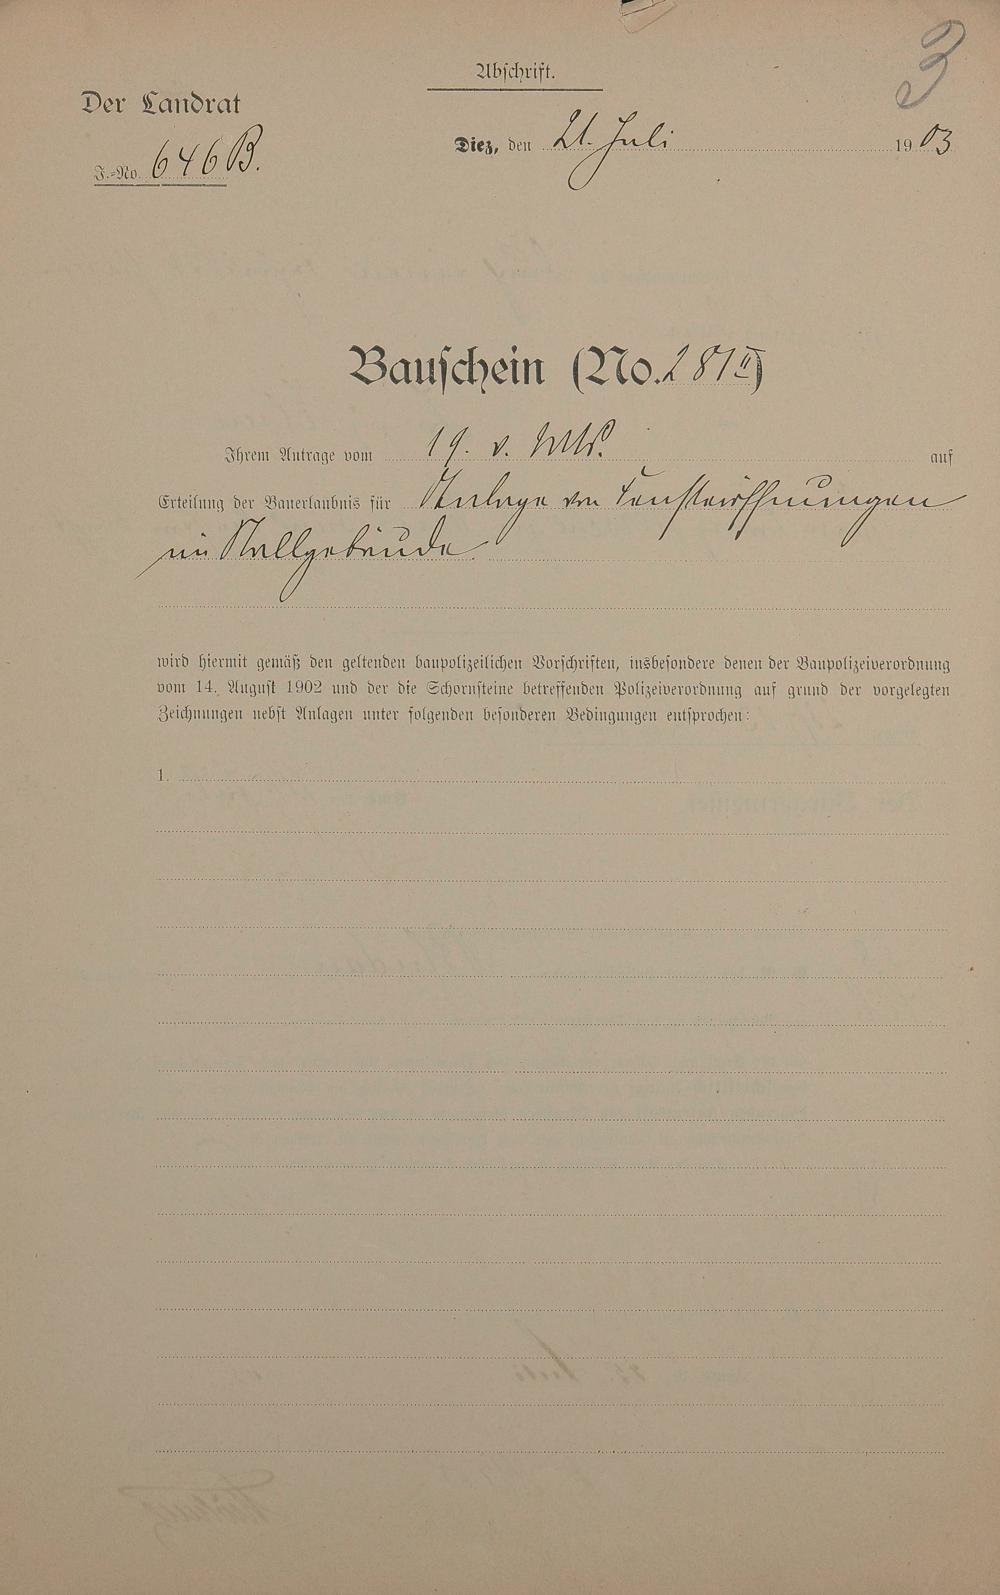 3
Abschrift.
Der Landrat
Diez, den 21. Juli 1903
J.-No. 646 B.
Bauschein (No. 281 II)
Ihrem Antrage vom 19. v. Mts. auf
Erteilung der Bauerlaubnis für Anlage von Fensteröffnungen
im Stallgebäude
wird hiermit gemäß den geltenden baupolizeilichen Vorschriften, insbesondere denen der Baupolizeiverordnung
vom 14. August 1902 und der die Schornsteine betreffenden Polizeiverordnung auf grund der vorgelegten
Zeichnungen nebst Anlagen unter folgenden besonderen Bedingungen entsprochen:
1.